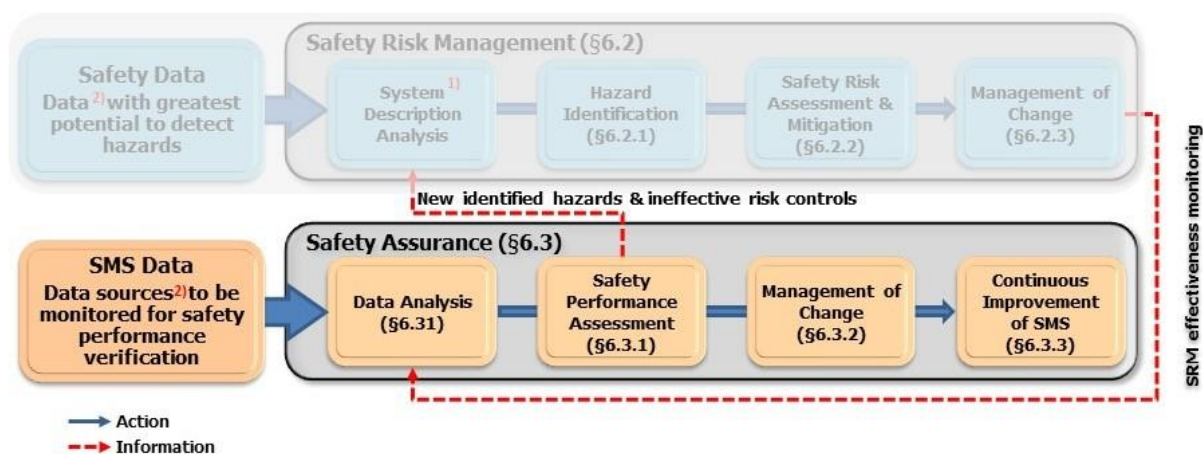 Safety Risk Management (§6.2)
Safety Data
Data 2) with greatest
potential to detect
hazards
System 1)
Description
Analysis
Hazard
Identification
(§6.2.1)
Safety Risk
Assessment &
Mitigation
(§6.2.2)
Management of
Change
(§6.2.3)
New identified hazards & ineffective risk controls
SRM effectiveness monitoring
Safety Assurance (§6.3)
SMS Data
Data sources2) to be
monitored for safety
performance
verification
Data Analysis
(§6.31)
Safety
Performance
Assessment
(§6.3.1)
Management of
Change
(§6.3.2)
Continuous
Improvement
of SMS
(§6.3.3)
Action
Information